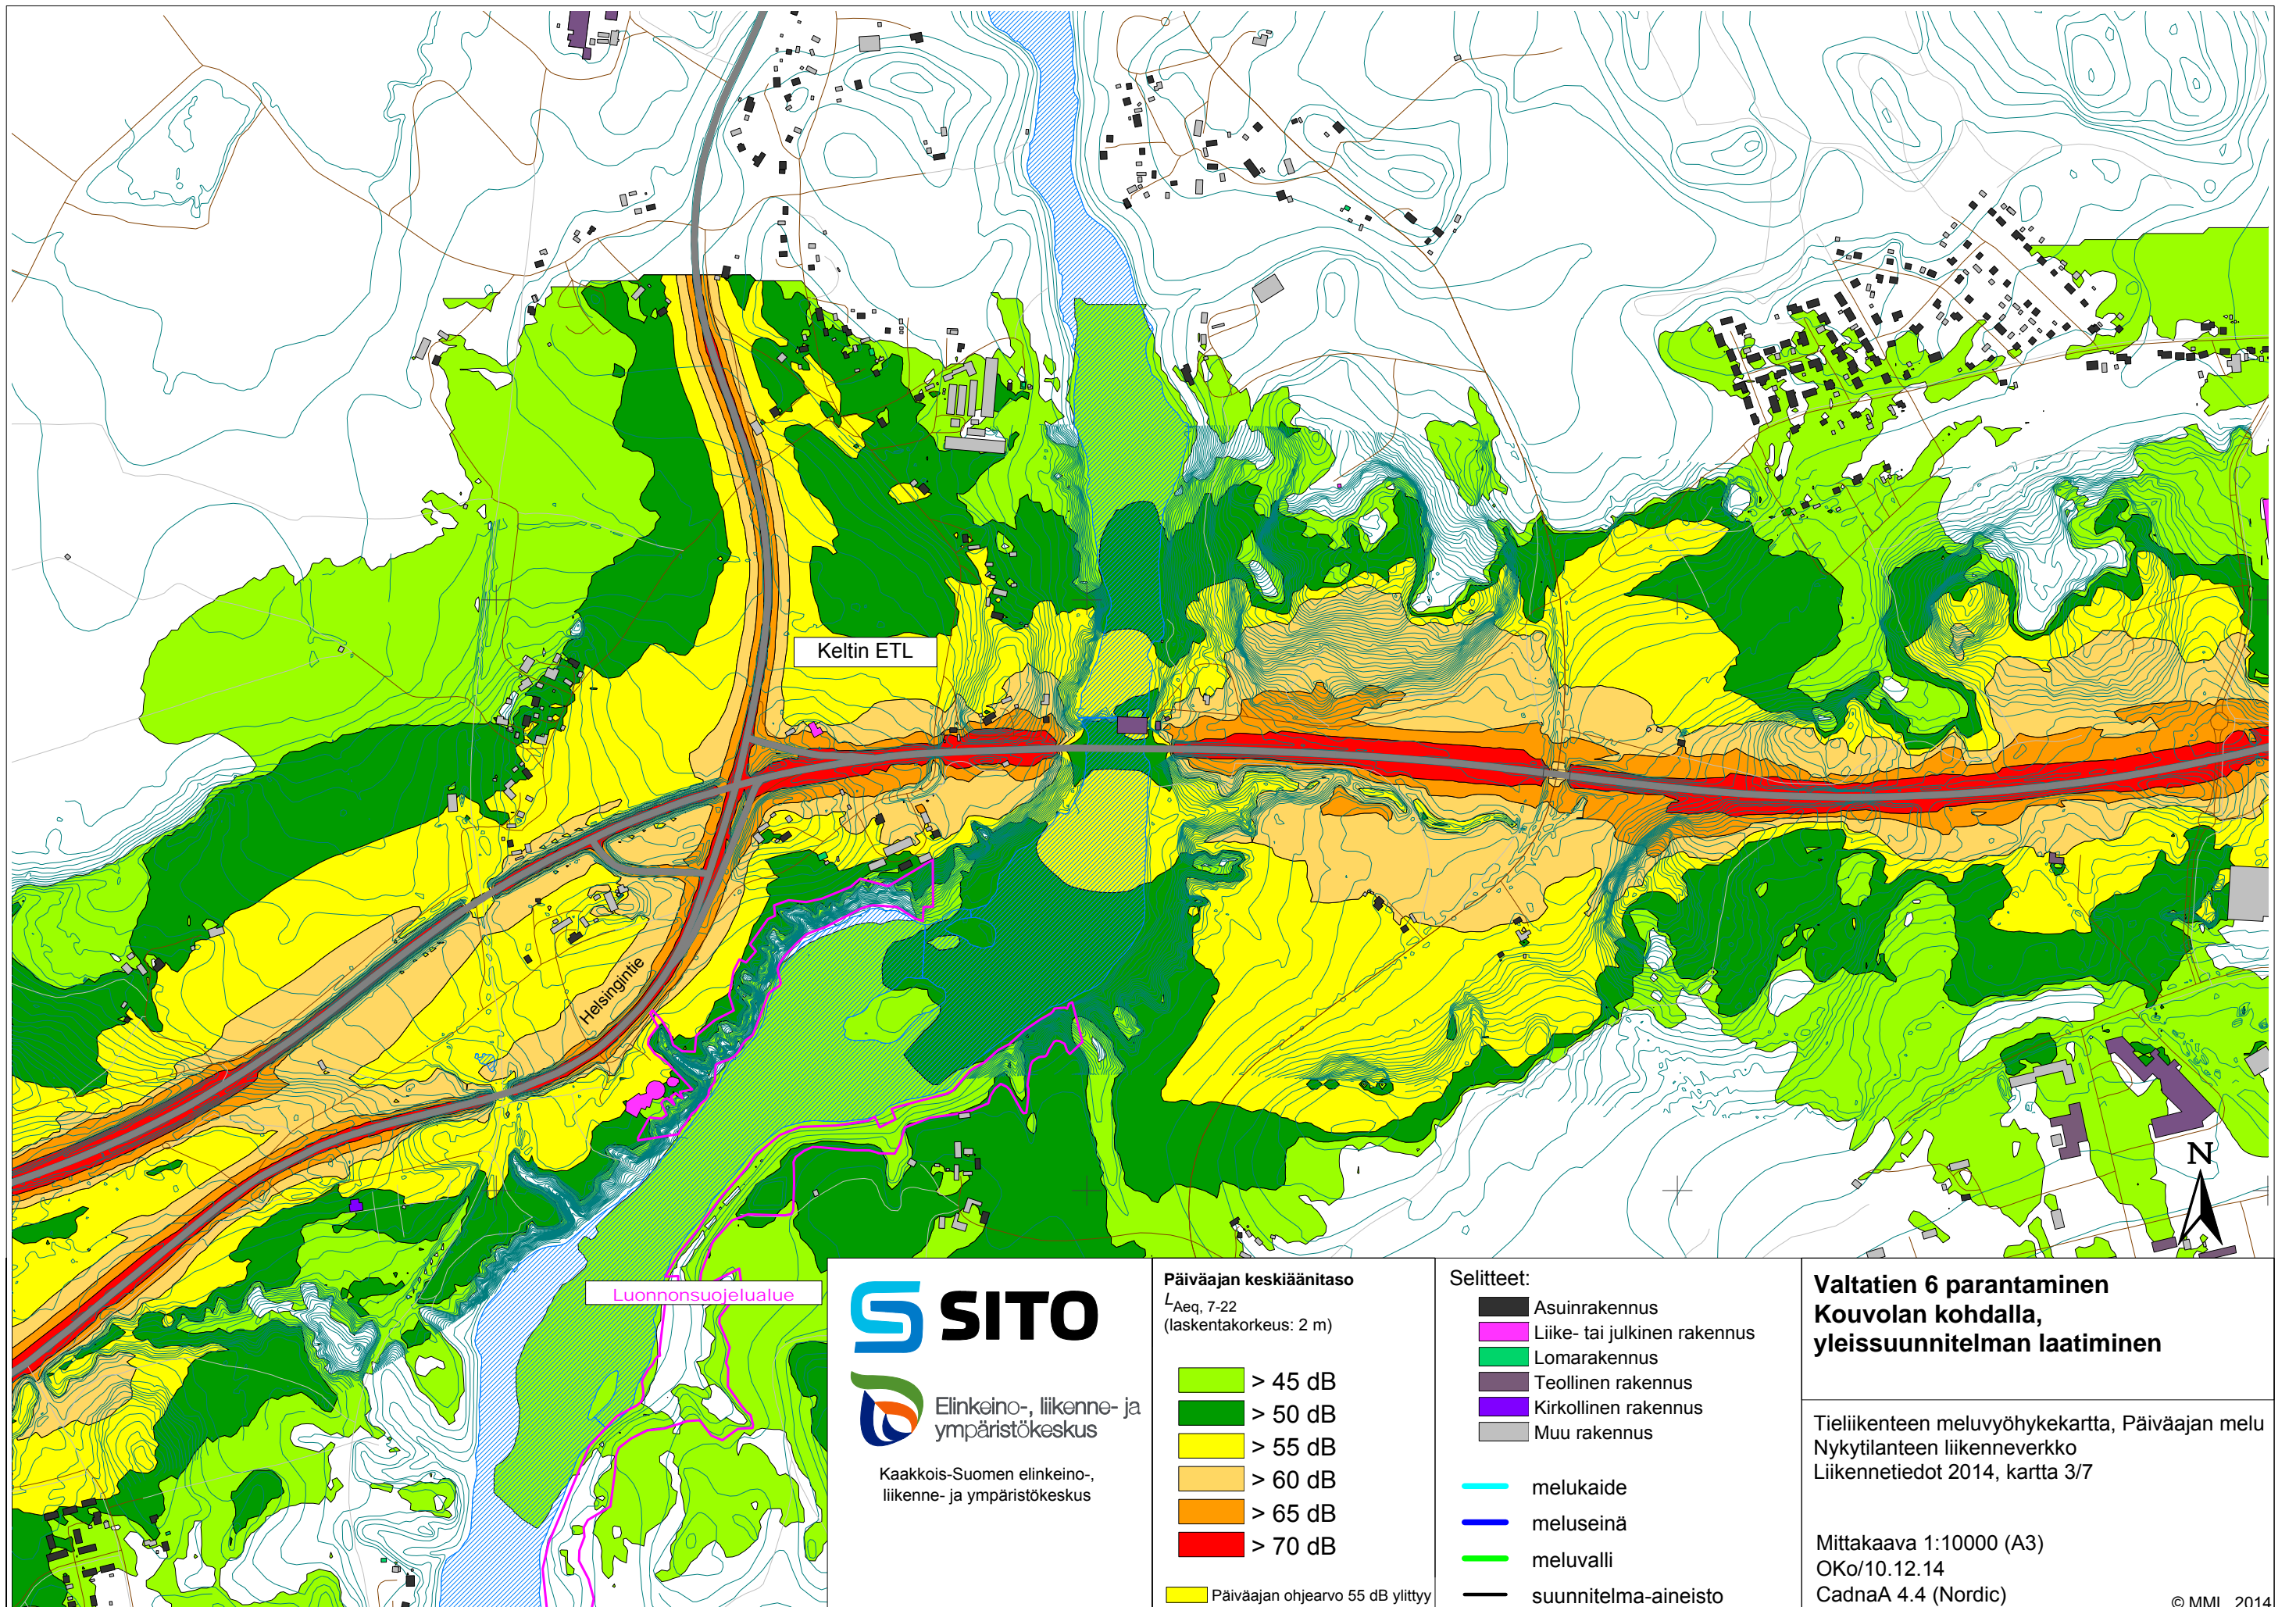 Keltin ETL
Helsingintie
Luonnonsuojelualue
SITO
Elinkeino-, liikenne- ja
ympäristökeskus
Kaakkois-Suomen elinkeino-,
liikenne- ja ympäristökeskus
Päiväajan keskiäänitaso
LAeq, 7-22
(laskentakorkeus: 2 m)
> 45 dB
> 50 dB
> 55 dB
> 60 dB
> 65 dB
> 70 dB
Päiväajan ohjearvo 55 dB ylittyy
Selitteet:
Asuinrakennus
Liike- tai julkinen rakennus
Lomarakennus
Teollinen rakennus
Kirkollinen rakennus
Muu rakennus
melukaide
meluseinä
meluvalli
suunnitelma-aineisto
N
Valtatien 6 parantaminen
Kouvolan kohdalla,
yleissuunnitelman laatiminen
Tieliikenteen meluvyöhykekartta, Päiväajan melu
Nykytilanteen liikenneverkko
Liikennetiedot 2014, kartta 3/7
Mittakaava 1:10000 (A3)
OKo/10.12.14
CadnaA 4.4 (Nordic)
© MML, 2014